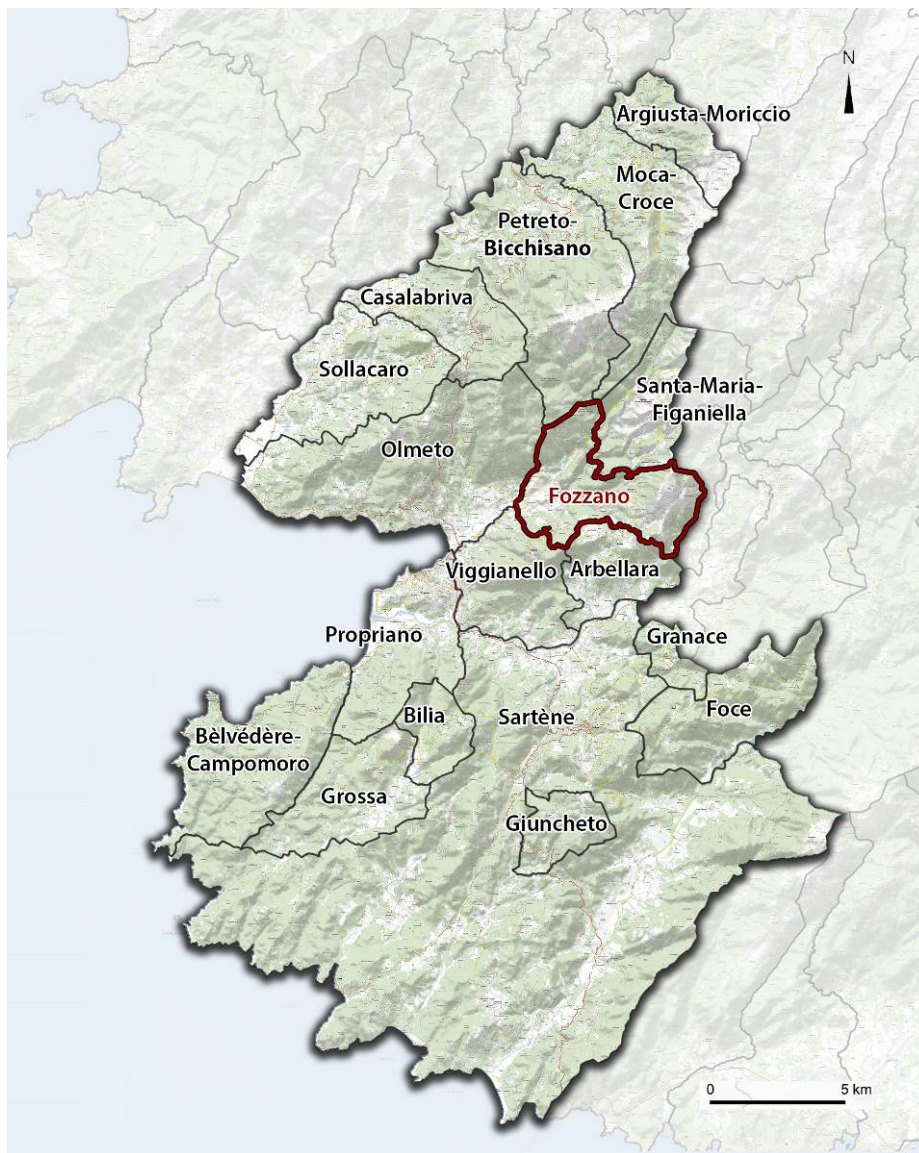 N
Argiusta-Moriccio
Moca-
Croce
Petreto-
Bicchisano
Casalabriva
Sollacaro
Santa-Maria-
Figaniella
Olmeto
Fozzano
Viggianello
Arbellara
Propriano
Granace
Bilia
Sartène
Foce
Bèlvédère-
Campomoro
Grossa
Giuncheto
0
5 km